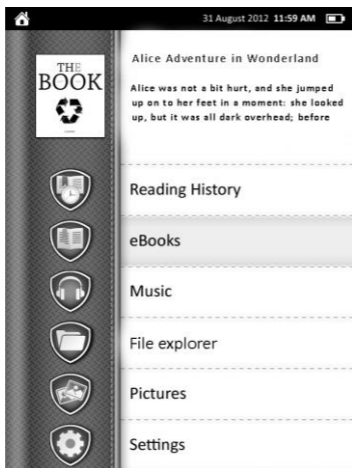 31 August 2012 11:59 AM
THE
BOOK
Alice Adventure in Wonderland
Alice was not a bit hurt, and she jumped
up on to her feet in a moment: she looked
up, but it was all dark overhead; before
Reading History
eBooks
Music
File explorer
Pictures
Settings